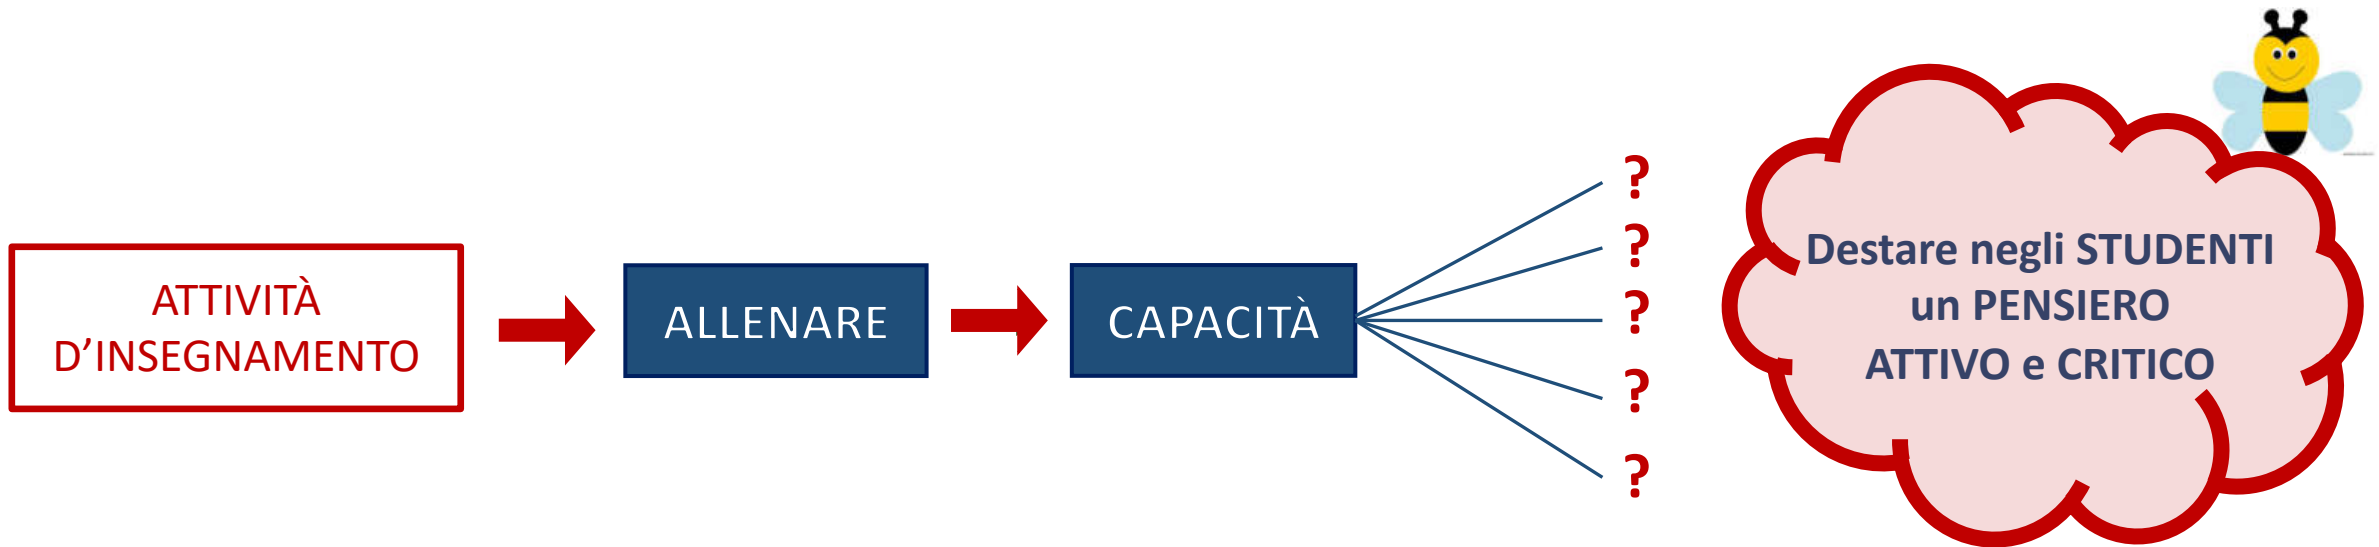 ATTIVITÀ
D’INSEGNAMENTO
ALLENARE
CAPACITÀ
?
?
?
?
?
Destare negli STUDENTI
un PENSIERO
ATTIVO e CRITICO